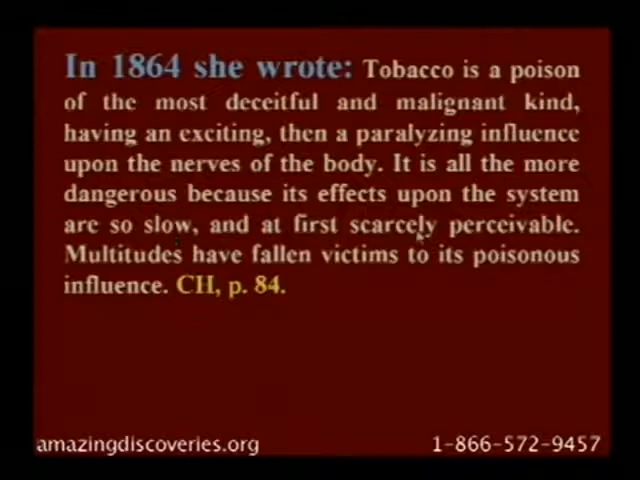 In 1864 she wrote: Tobacco is a poison
of the most deceitful and malignant kind,
having an exciting, then a paralyzing influence
upon the nerves of the body. It is all the more
dangerous because its effects upon the system
are so slow, and at first scarcely perceivable.
Multitudes have fallen victims to its poisonous
influence. CH, p. 84.
amazingdiscoveries.org
1-866-572-9457